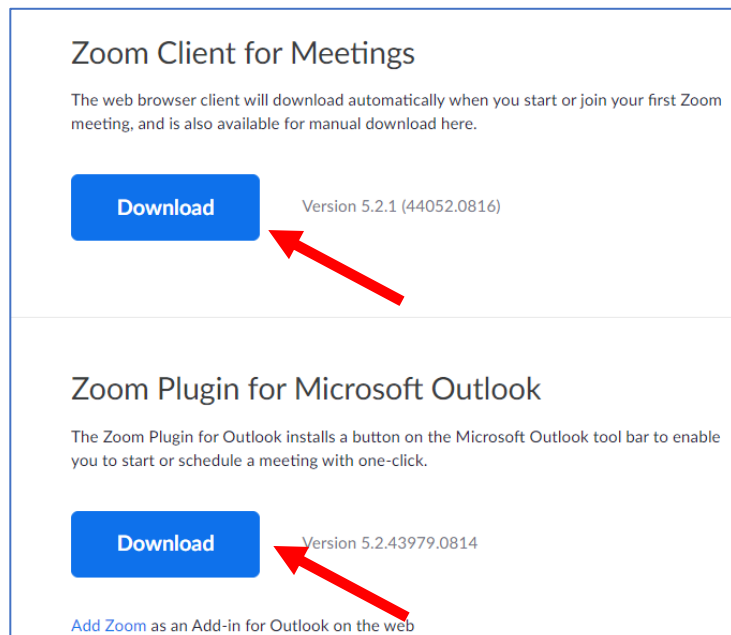 Zoom Client for Meetings
The web browser client will download automatically when you start or join your first Zoom
meeting, and is also available for manual download here.
Download
Version 5.2.1 (44052.0816)
Zoom Plugin for Microsoft Outlook
The Zoom Plugin for Outlook installs a button on the Microsoft Outlook tool bar to enable
you to start or schedule a meeting with one-click.
Download
Version 5.2.43979.0814
Add Zoom as an Add-in for Outlook on the web